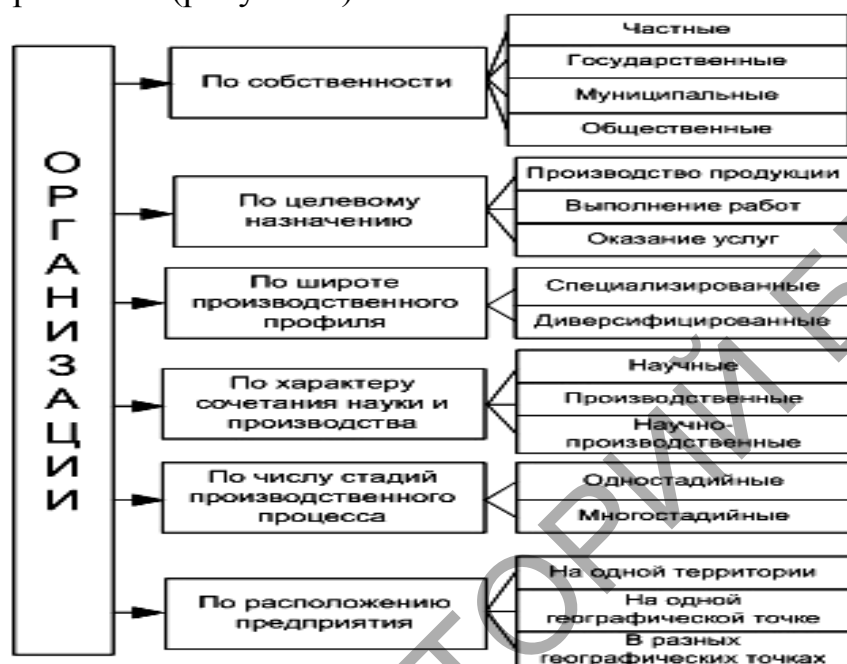 ОРГАНИЗАЦИИ
По собственности
Частные
Государственные
Муниципальные
Общественные
По целевому
назначению
Производство продукции
Выполнение работ
Оказание услуг
По широте
производственного
профиля
Специализированные
Диверсифицированные
По характеру
сочетания науки и
производства
Научные
Производственные
Научно-
производственные
По числу стадий
производственного
процесса
Одностадийные
Многостадийные
По расположению
предприятия
На одной территории
На одной
географической точке
В разных
географических точках